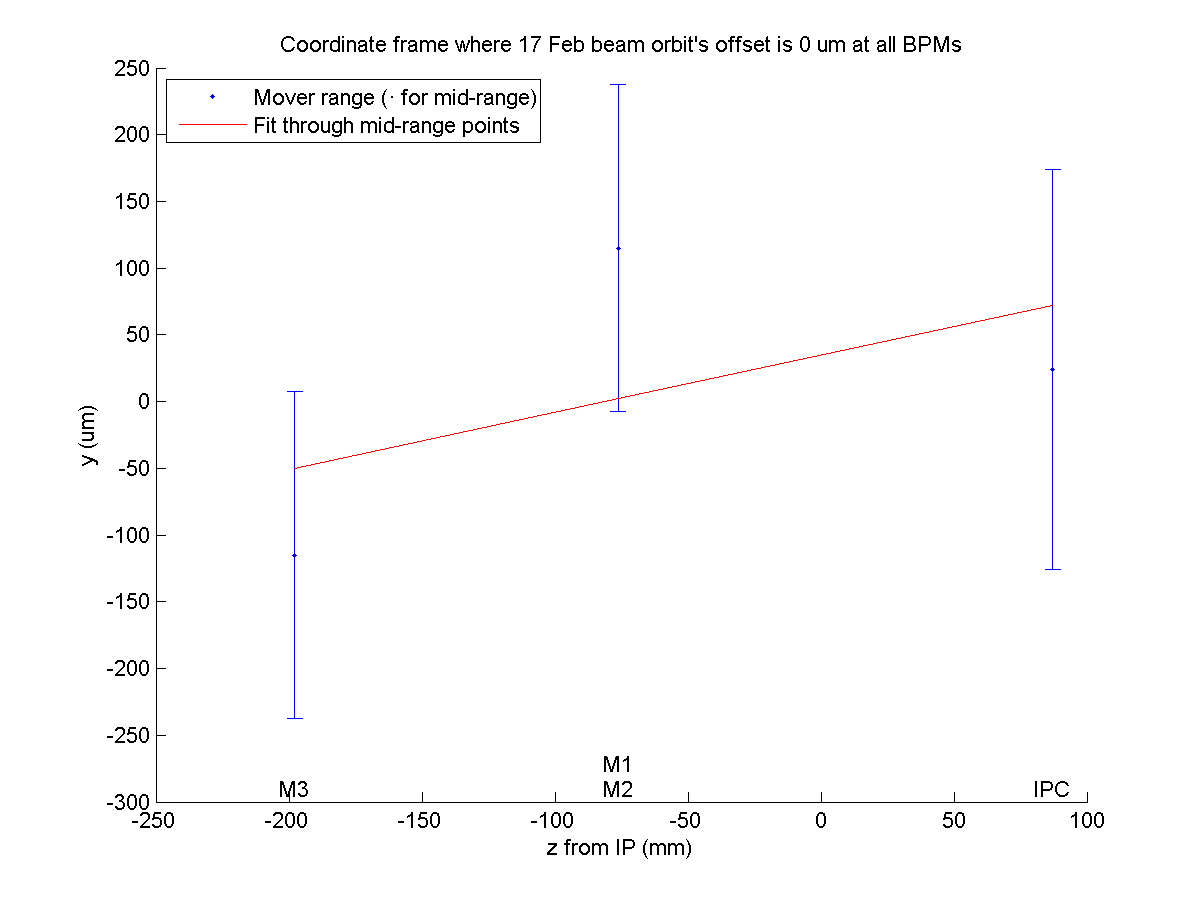 Coordinate frame where 17 Feb beam orbit's offset is 0 um at all BPMs
Mover range (· for mid-range)
Fit through mid-range points
y (um)
250
200
150
100
50
0
-50
-100
-150
-200
-250
-300
M1
M3 M2 IPC
-250 -200 -150 -100 -50 0 50 100
z from IP (mm)